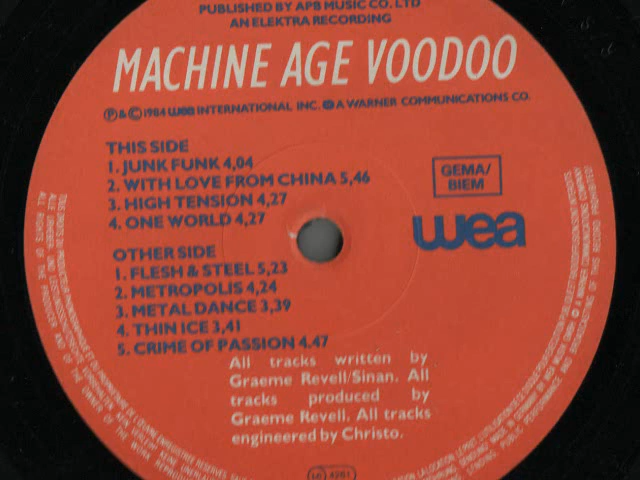 PUBLISHED BY APB MUSIC CO. LTD
AN ELEKTRA RECORDING
MACHINE AGE VOODOO
℗&©1984 wea INTERNATIONAL INC. A WARNER COMMUNICATIONS CO.
THIS SIDE
1. JUNK FUNK 4,04
2. WITH LOVE FROM CHINA 5,46
3. HIGH TENSION 4,27
4. ONE WORLD 4,27
GEMA/
BIEM
wea
OTHER SIDE
1. FLESH & STEEL 5,23
2. METROPOLIS 4,24
3. METAL DANCE 3,39
4. THIN ICE 3,41
5. CRIME OF PASSION 4.47
All tracks written by
Graeme Revell/Sinan. All
tracks produced by
Graeme Revell. All tracks
engineered by Christo.